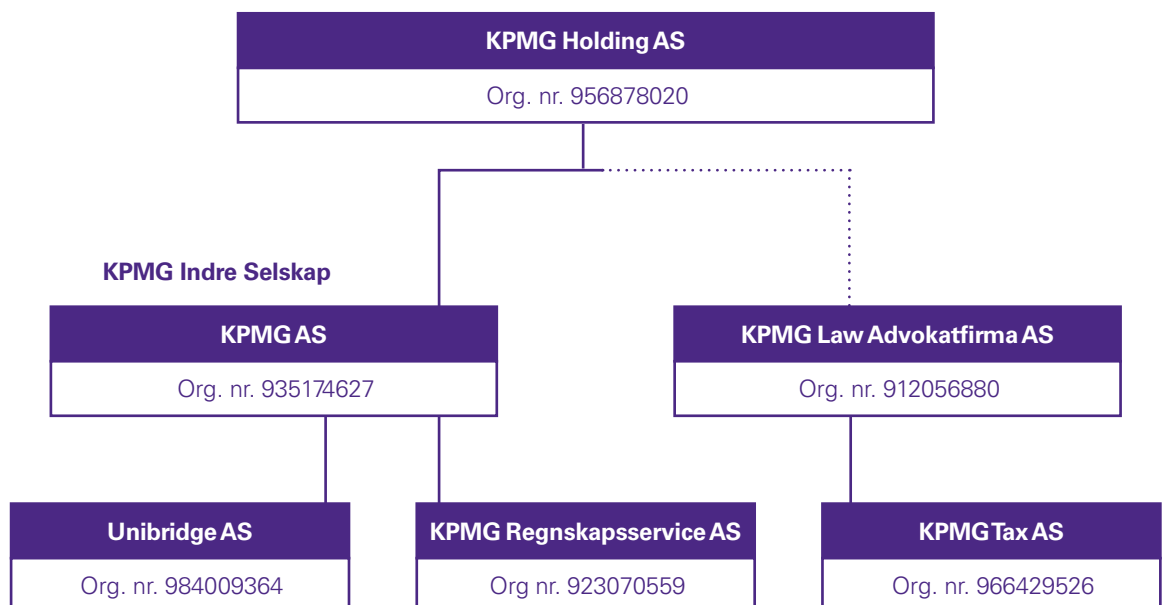 KPMG Holding AS
Org. nr. 956878020
KPMG Indre Selskap
KPMG AS
Org. nr. 935174627
KPMG Law Advokatfirma AS
Org. nr. 912056880
Unibridge AS
Org. nr. 984009364
KPMG Regnskapsservice AS
Org nr. 923070559
KPMG Tax AS
Org. nr. 966429526